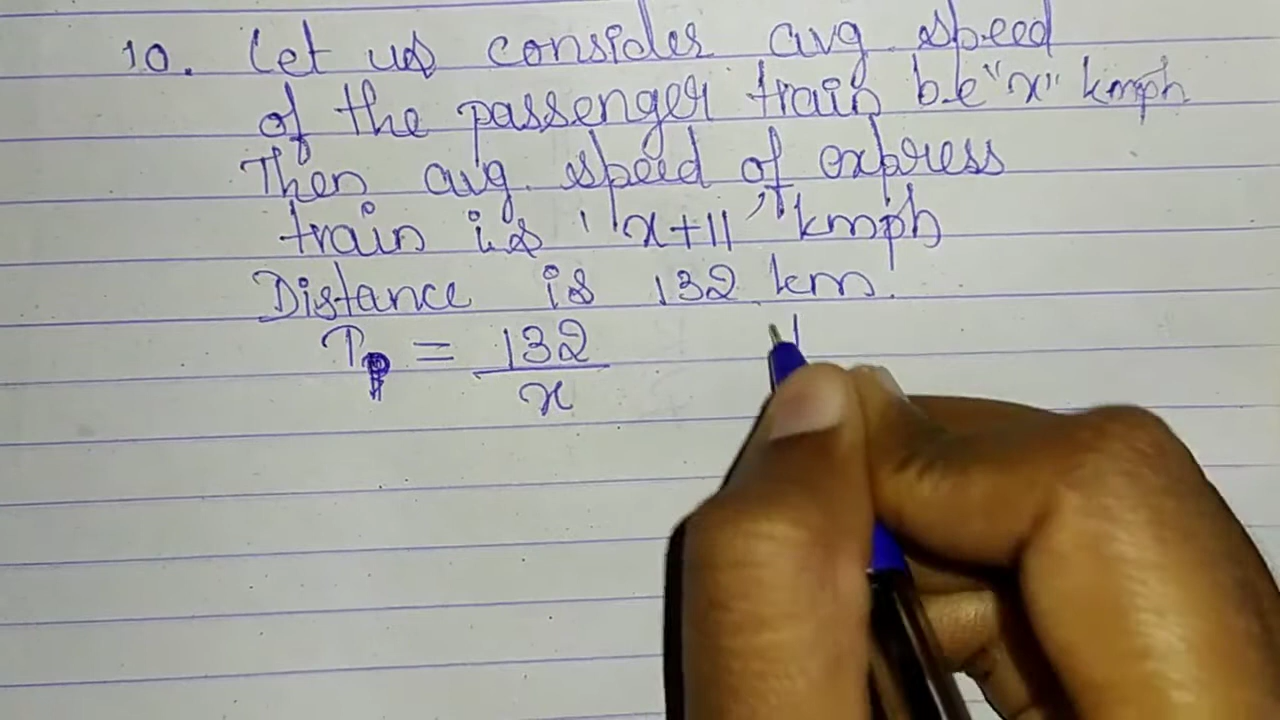 10. Let us consider avg speed
of the passenger train be "x" kmph
Then avg. speed of express
train is "x+11" kmph
Distance is 132 km.
Tp = 132
x